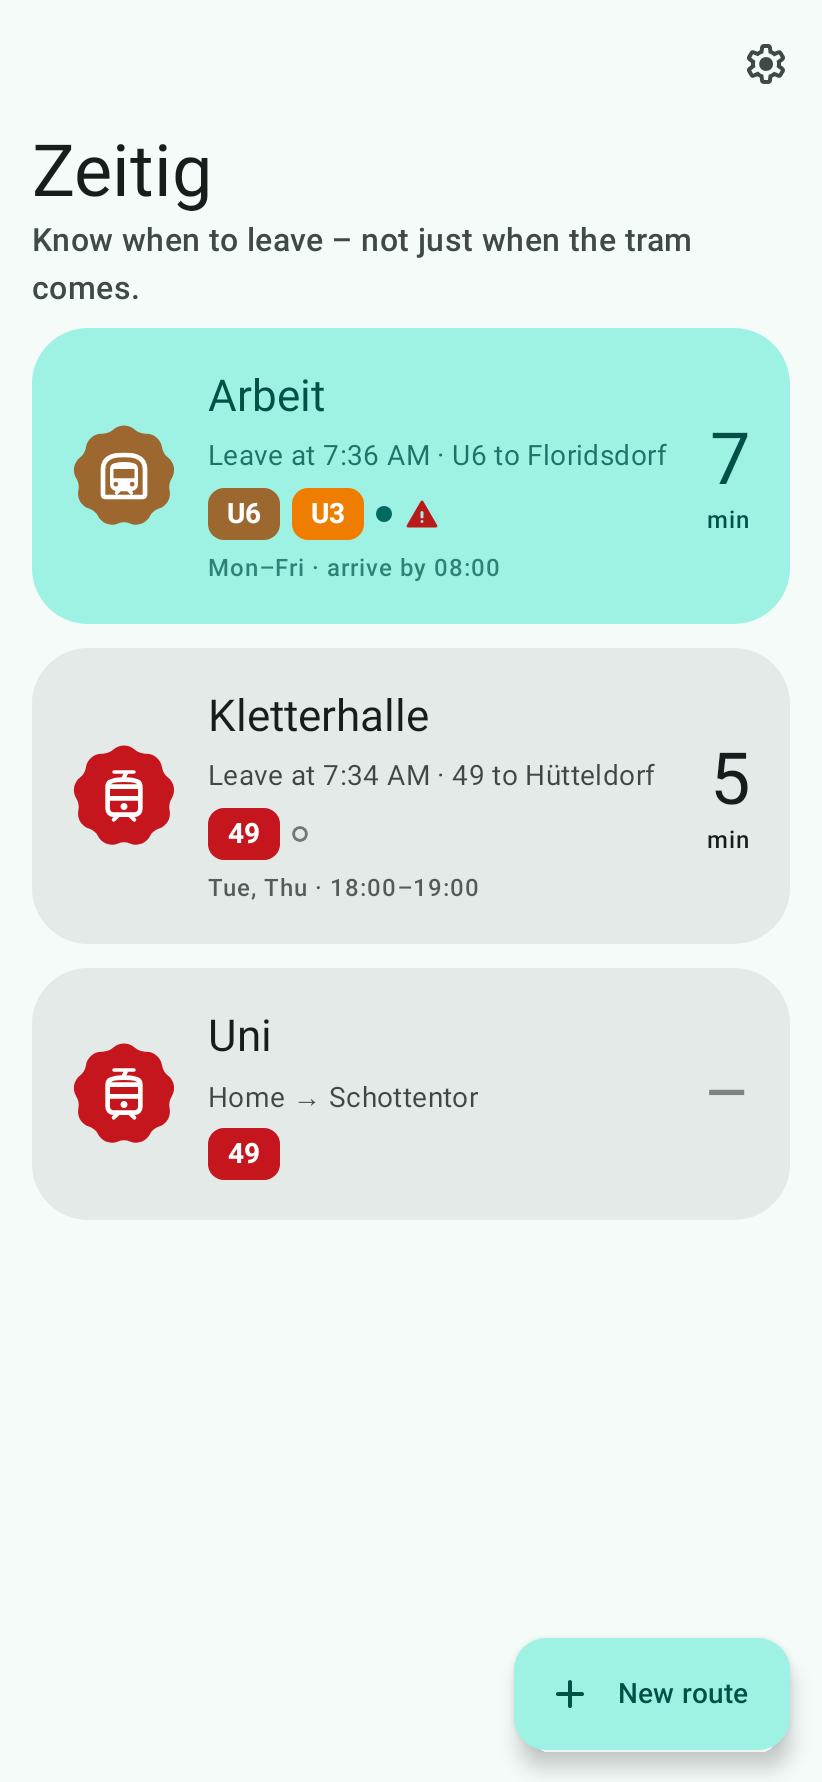 Zeitig
Know when to leave – not just when the tram
comes.
Arbeit
Leave at 7:36 AM · U6 to Floridsdorf
7
min
U6 U3
Mon–Fri · arrive by 08:00
Kletterhalle
Leave at 7:34 AM · 49 to Hütteldorf
5
min
49
Tue, Thu · 18:00–19:00
Uni
Home → Schottentor
–
49
+ New route